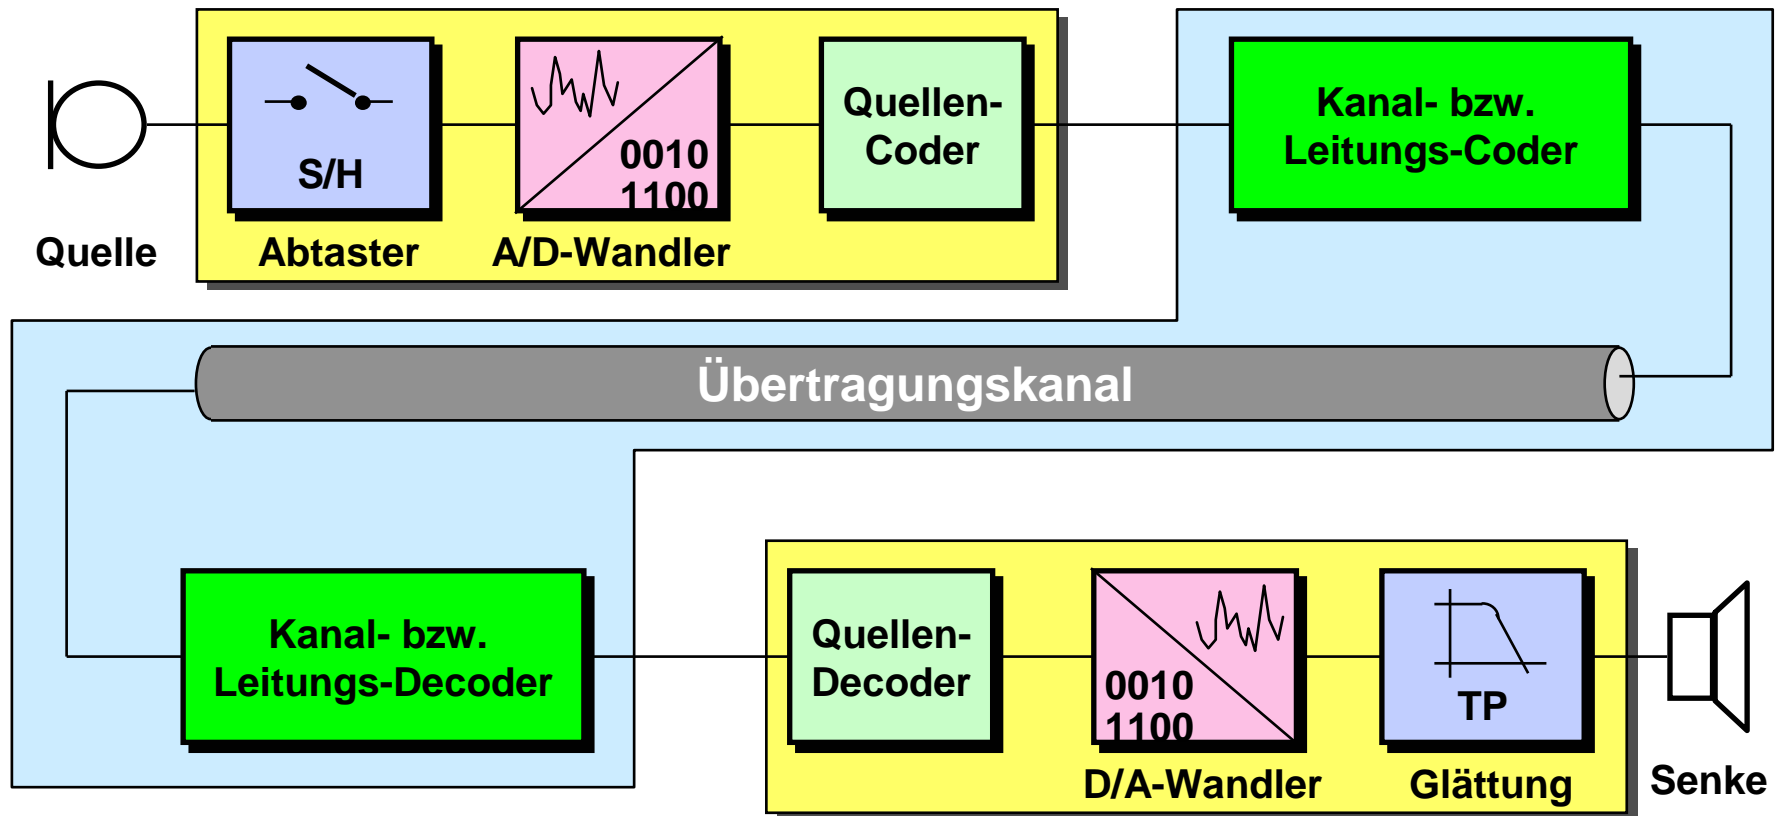 S/H
0010
1100
Quellen-
Coder
Kanal- bzw.
Leitungs-Coder
Quelle
Abtaster
A/D-Wandler
Übertragungskanal
Kanal- bzw.
Leitungs-Decoder
Quellen-
Decoder
0010
1100
TP
D/A-Wandler
Glättung
Senke